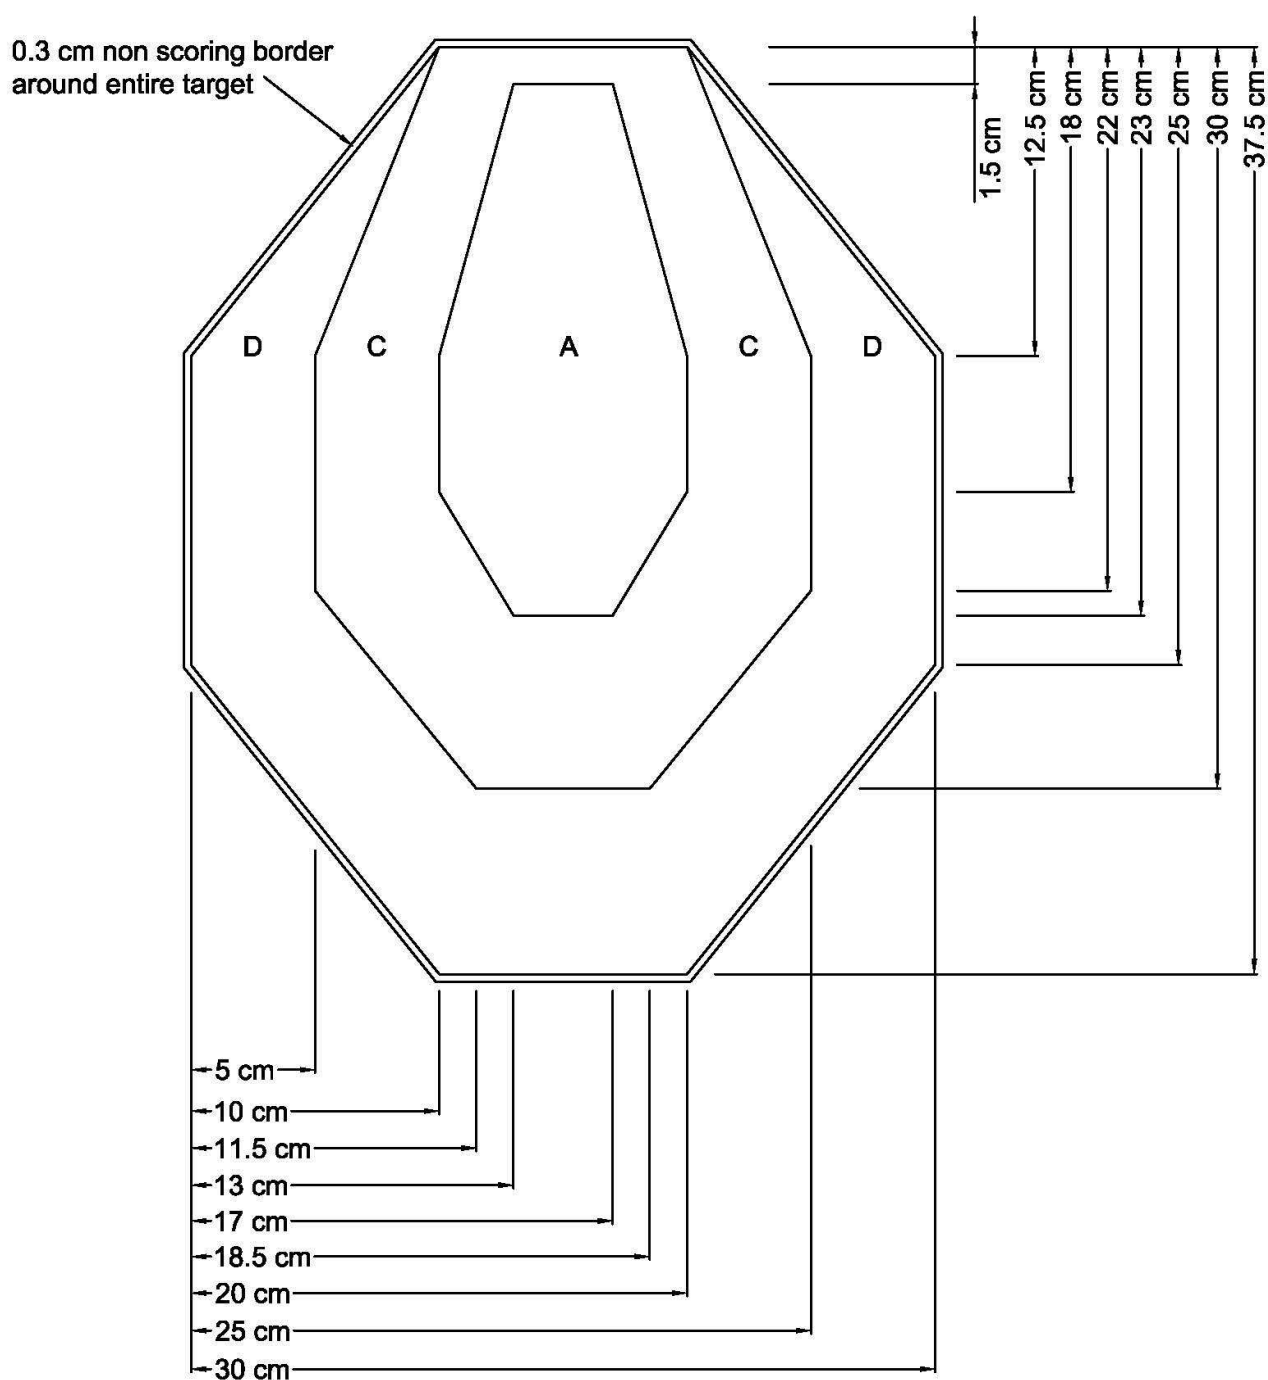 0.3 cm non scoring border
around entire target
1.5 cm
12.5 cm
18 cm
22 cm
23 cm
25 cm
30 cm
37.5 cm
D
C
A
C
D
5 cm
10 cm
11.5 cm
13 cm
17 cm
18.5 cm
20 cm
25 cm
30 cm